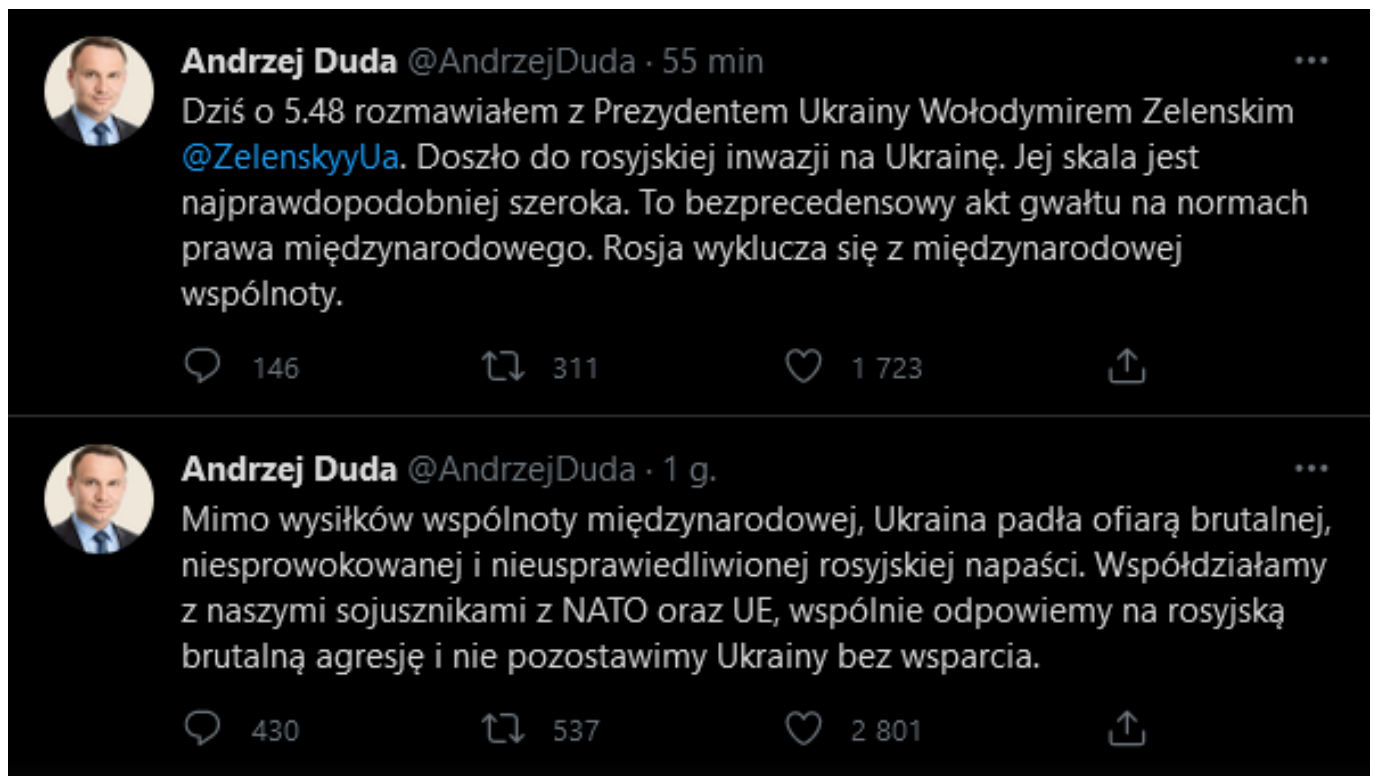 Andrzej Duda @AndrzejDuda · 55 min
Dziś o 5.48 rozmawiałem z Prezydentem Ukrainy Wołodymirem Zelenskim
@ZelenskyyUa. Doszło do rosyjskiej inwazji na Ukrainę. Jej skala jest
najprawdopodobniej szeroka. To bezprecedensowy akt gwałtu na normach
prawa międzynarodowego. Rosja wyklucza się z międzynarodowej
wspólnoty.
146 311 1 723
Andrzej Duda @AndrzejDuda · 1 g.
Mimo wysiłków wspólnoty międzynarodowej, Ukraina padła ofiarą brutalnej,
niesprowokowanej i nieusprawiedliwionej rosyjskiej napaści. Współdziałamy
z naszymi sojusznikami z NATO oraz UE, wspólnie odpowiemy na rosyjską
brutalną agresję i nie pozostawimy Ukrainy bez wsparcia.
430 537 2 801